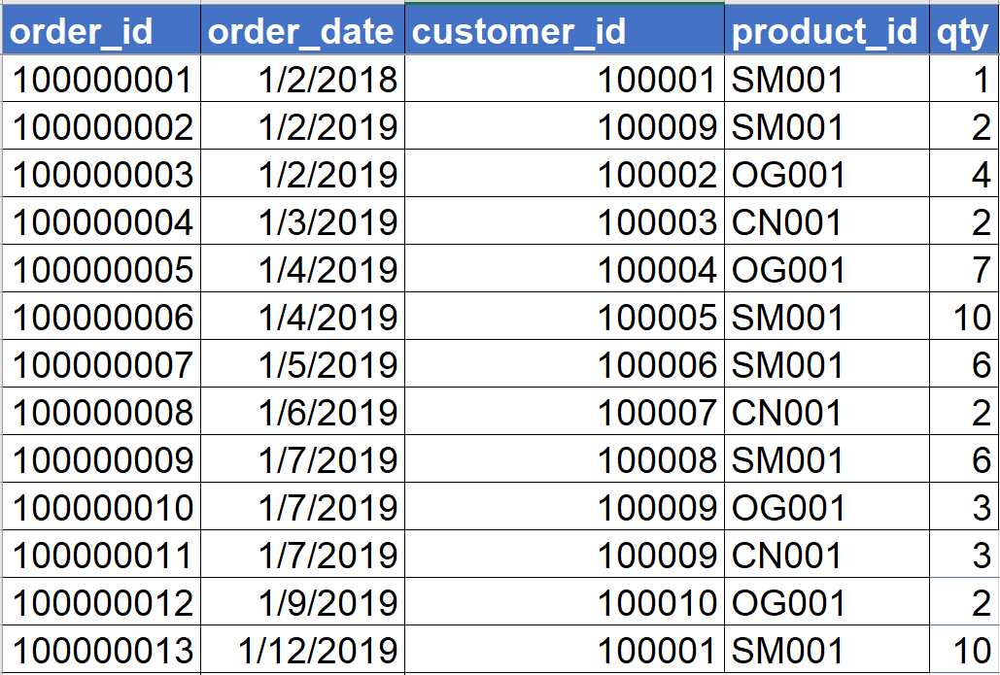 order_id order_date customer_id product_id qty
100000001 1/2/2018 100001 SM001 1
100000002 1/2/2019 100009 SM001 2
100000003 1/2/2019 100002 OG001 4
100000004 1/3/2019 100003 CN001 2
100000005 1/4/2019 100004 OG001 7
100000006 1/4/2019 100005 SM001 10
100000007 1/5/2019 100006 SM001 6
100000008 1/6/2019 100007 CN001 2
100000009 1/7/2019 100008 SM001 6
100000010 1/7/2019 100009 OG001 3
100000011 1/7/2019 100009 CN001 3
100000012 1/9/2019 100010 OG001 2
100000013 1/12/2019 100001 SM001 10